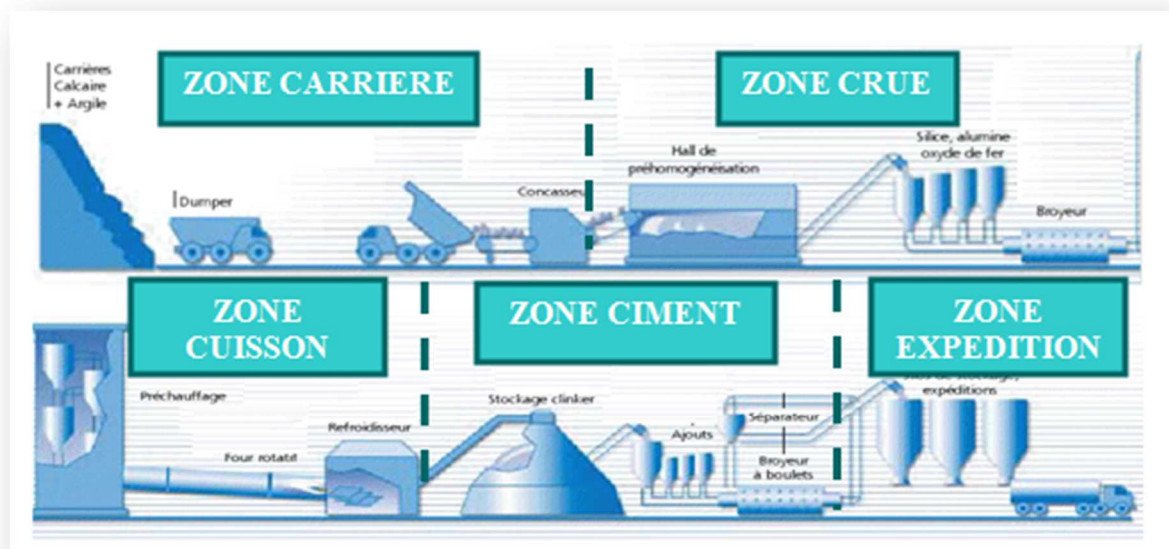 Carrières
Calcaire
+ Argile
ZONE CARRIERE
ZONE CRUE
Dumper
Concasseu
Hall de
préhomogénéisation
Silice, alumine
oxyde de fer
Broyeur
ZONE
CUISSON
ZONE CIMENT
ZONE
EXPEDITION
Préchauffage
Four rotatif
Refroidisseur
Stockage clinker
Ajouts
Séparateur
Broyeur
à boulets
expéditions